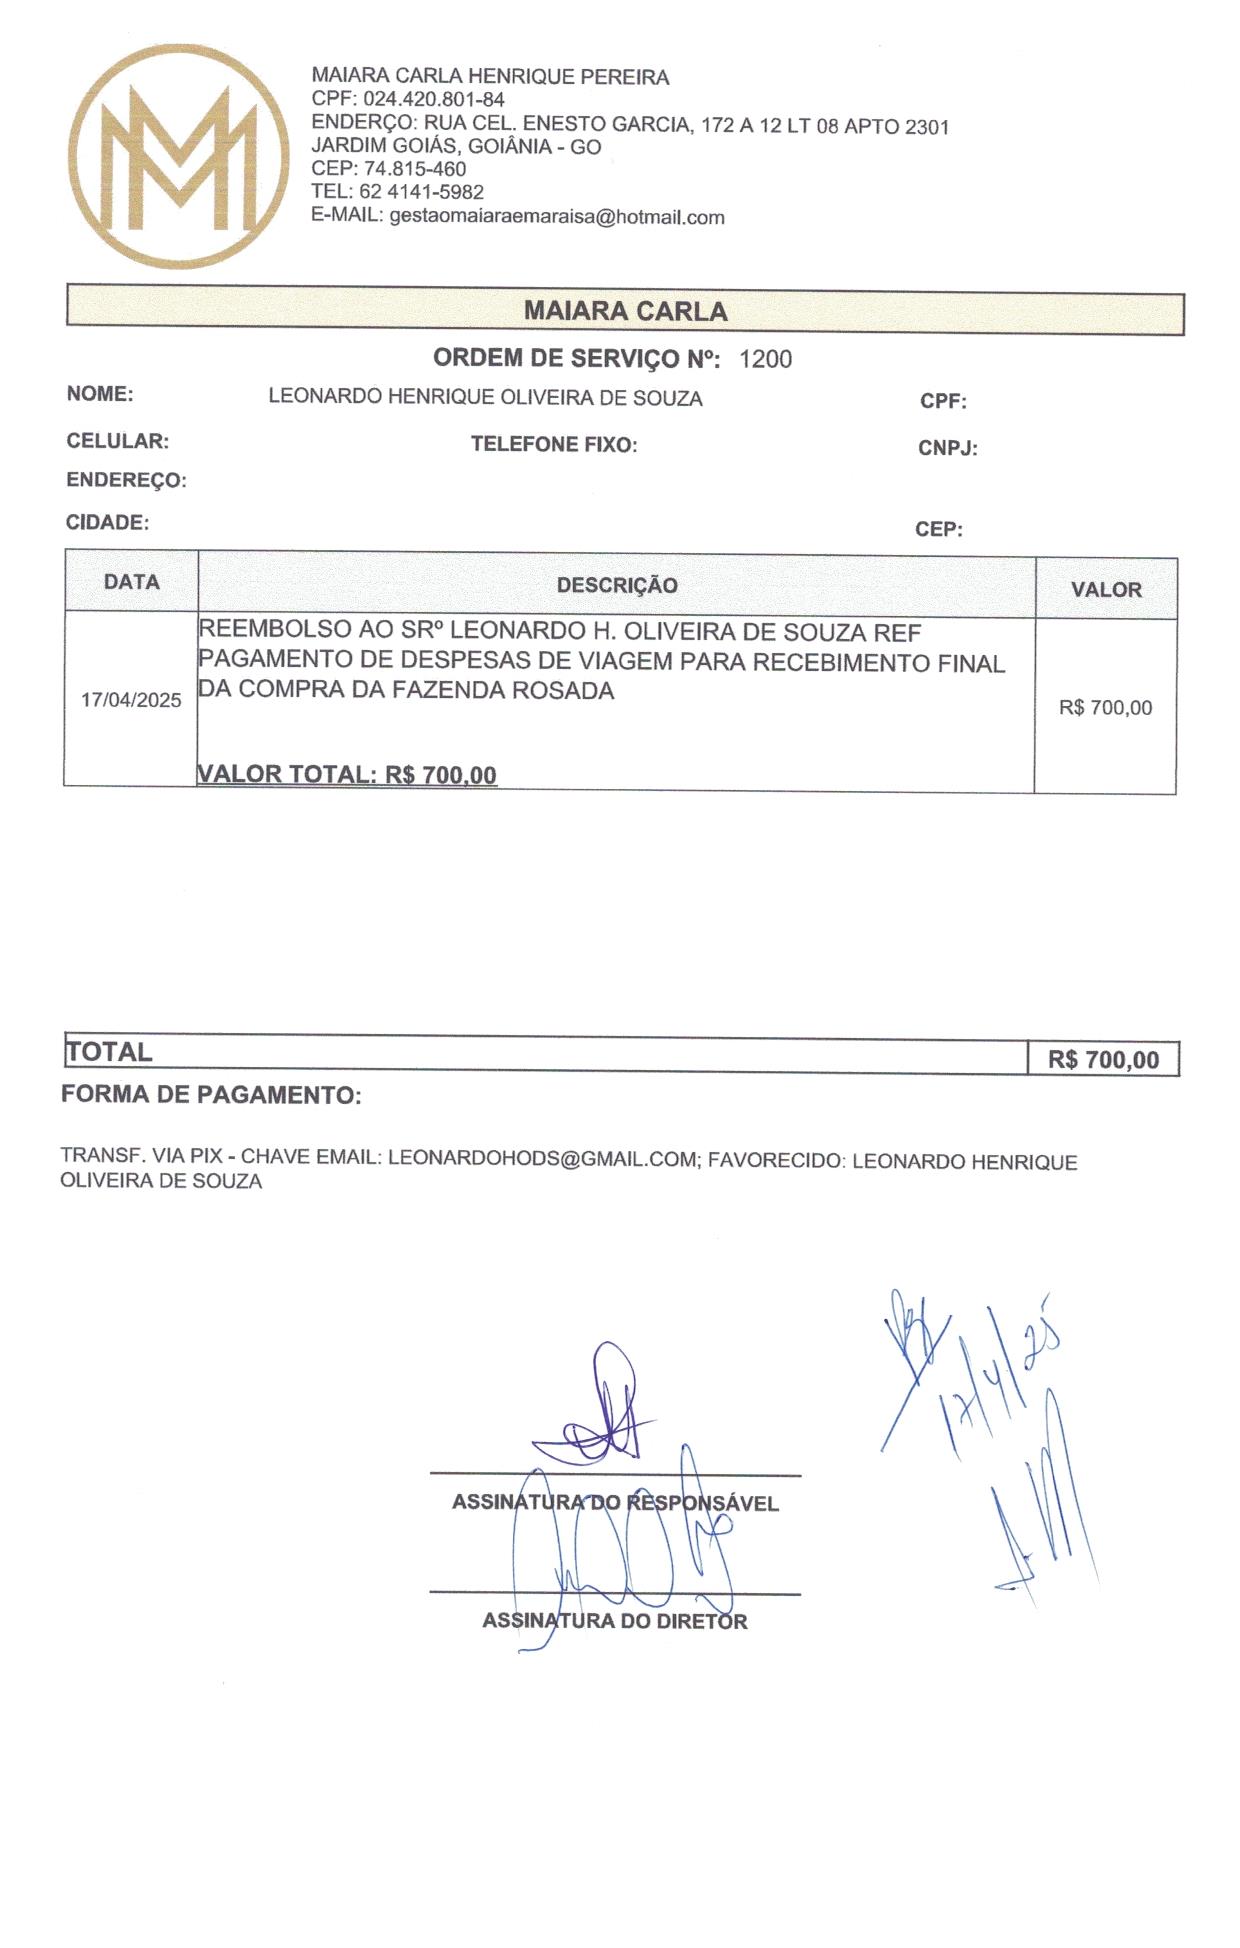 MAIARA CARLA HENRIQUE PEREIRA
CPF: 024.420.801-84
ENDERÇO: RUA CEL. ENESTO GARCIA, 172 A 12 LT 08 APTO 2301
JARDIM GOIÁS, GOIÂNIA - GO
CEP: 74.815-460
TEL: 62 4141-5982
E-MAIL: gestaomaiaraemaraisa@hotmail.com
MAIARA CARLA
ORDEM DE SERVIÇO Nº: 1200
NOME: LEONARDO HENRIQUE OLIVEIRA DE SOUZA CPF:
CELULAR: TELEFONE FIXO: CNPJ:
ENDEREÇO:
CIDADE: CEP:
DATA DESCRIÇÃO VALOR
REEMBOLSO AO SRº LEONARDO H. OLIVEIRA DE SOUZA REF
PAGAMENTO DE DESPESAS DE VIAGEM PARA RECEBIMENTO FINAL
DA COMPRA DA FAZENDA ROSADA
17/04/2025 R$ 700,00
VALOR TOTAL: R$ 700,00
TOTAL R$ 700,00
FORMA DE PAGAMENTO:
TRANSF. VIA PIX - CHAVE EMAIL: LEONARDOHODS@GMAIL.COM; FAVORECIDO: LEONARDO HENRIQUE
OLIVEIRA DE SOUZA
17/4/25
ASSINATURA DO RESPONSÁVEL
ASSINATURA DO DIRETOR